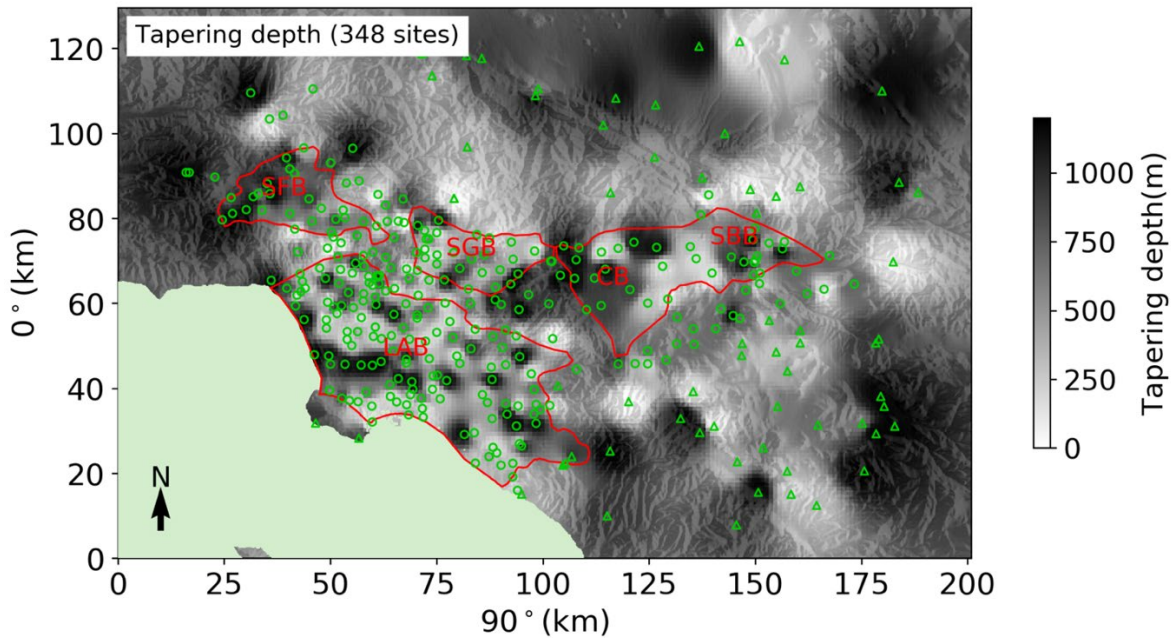 Tapering depth (348 sites)
120
100
80
60
40
20
0
0°(km)
SFB
SGB
SBB
CB
LAB
N
0 25 50 75 100 125 150 175 200
90°(km)
1000
750
500
250
0
Tapering depth(m)